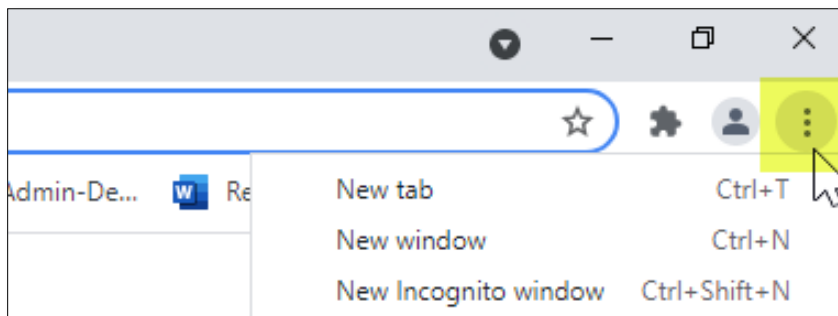 Admin-De... W Re
New tab Ctrl+T
New window Ctrl+N
New Incognito window Ctrl+Shift+N